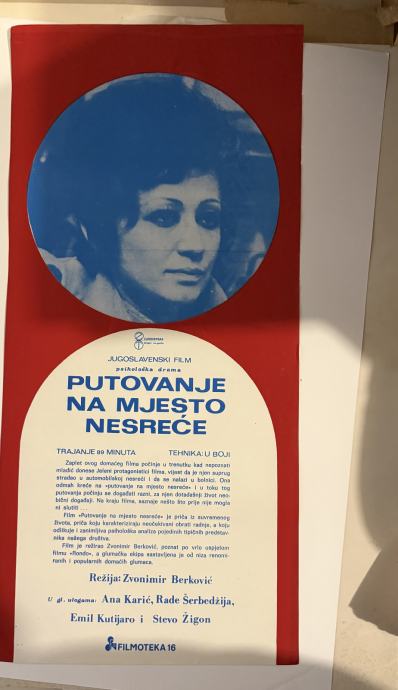 JUGOSLAVENSKI FILM
psihološka drama
PUTOVANJE
NA MJESTO
NESREĆE
TRAJANJE 89 MINUTA TEHNIKA: U BOJI
Zaplet ovog domaćeg filma počinje u trenutku kad nepoznati
mladić donese Jeleni protagonistici filma, vijest da je njen suprug
stradao u automobilskoj nesreći i da se nalazi u bolnici. Ona
odmah kreće na »putovanje na mjesto nesreće« i u toku tog
putovanja počinju se događati razni, za njen dotadašnji život neo-
bični događaji. Na kraju filma, saznaje nešto što prije nije mogla
ni slutiti ...
Film »Putovanje na mjesto nesreće« je priča iz suvremenog
života, priča koju karakteriziraju neočekivani obrati radnje, a koju
odlikuje i zanimljiva psihološka analiza pojedinih tipičnih predstav-
nika našega društva.
Film je režirao Zvonimir Berković, poznat po vrlo uspjelom
filmu »Rondo«, a glumačka ekipa sastavljena je od niza renomi-
ranih i popularnih domaćih glumaca.
Režija: Zvonimir Berković
U gl. ulogama: Ana Karić, Rade Šerbedžija,
Emil Kutijaro i Stevo Žigon
FILMOTEKA 16